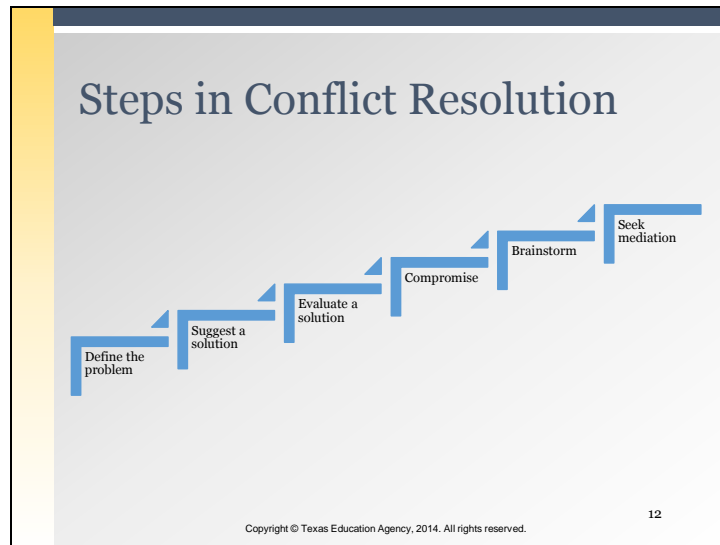 Steps in Conflict Resolution
Define the
problem
Suggest a
solution
Evaluate a
solution
Compromise
Brainstorm
Seek
mediation
12
Copyright © Texas Education Agency, 2014. All rights reserved.